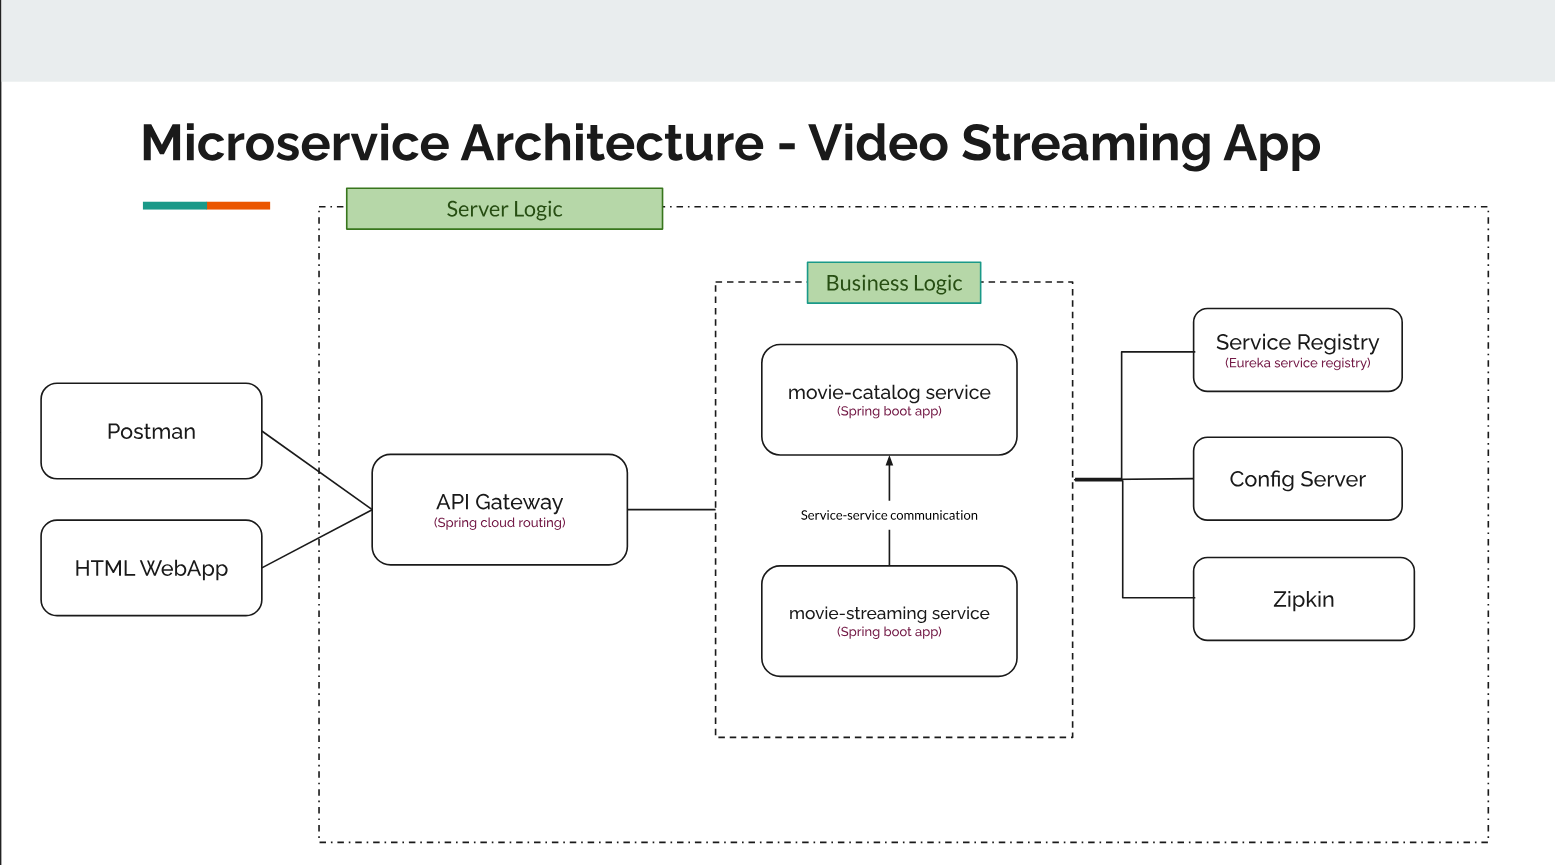 Microservice Architecture - Video Streaming App
Server Logic
Business Logic
Postman
HTML WebApp
API Gateway
(Spring cloud routing)
movie-catalog service
(Spring boot app)
Service-service communication
movie-streaming service
(Spring boot app)
Service Registry
(Eureka service registry)
Config Server
Zipkin